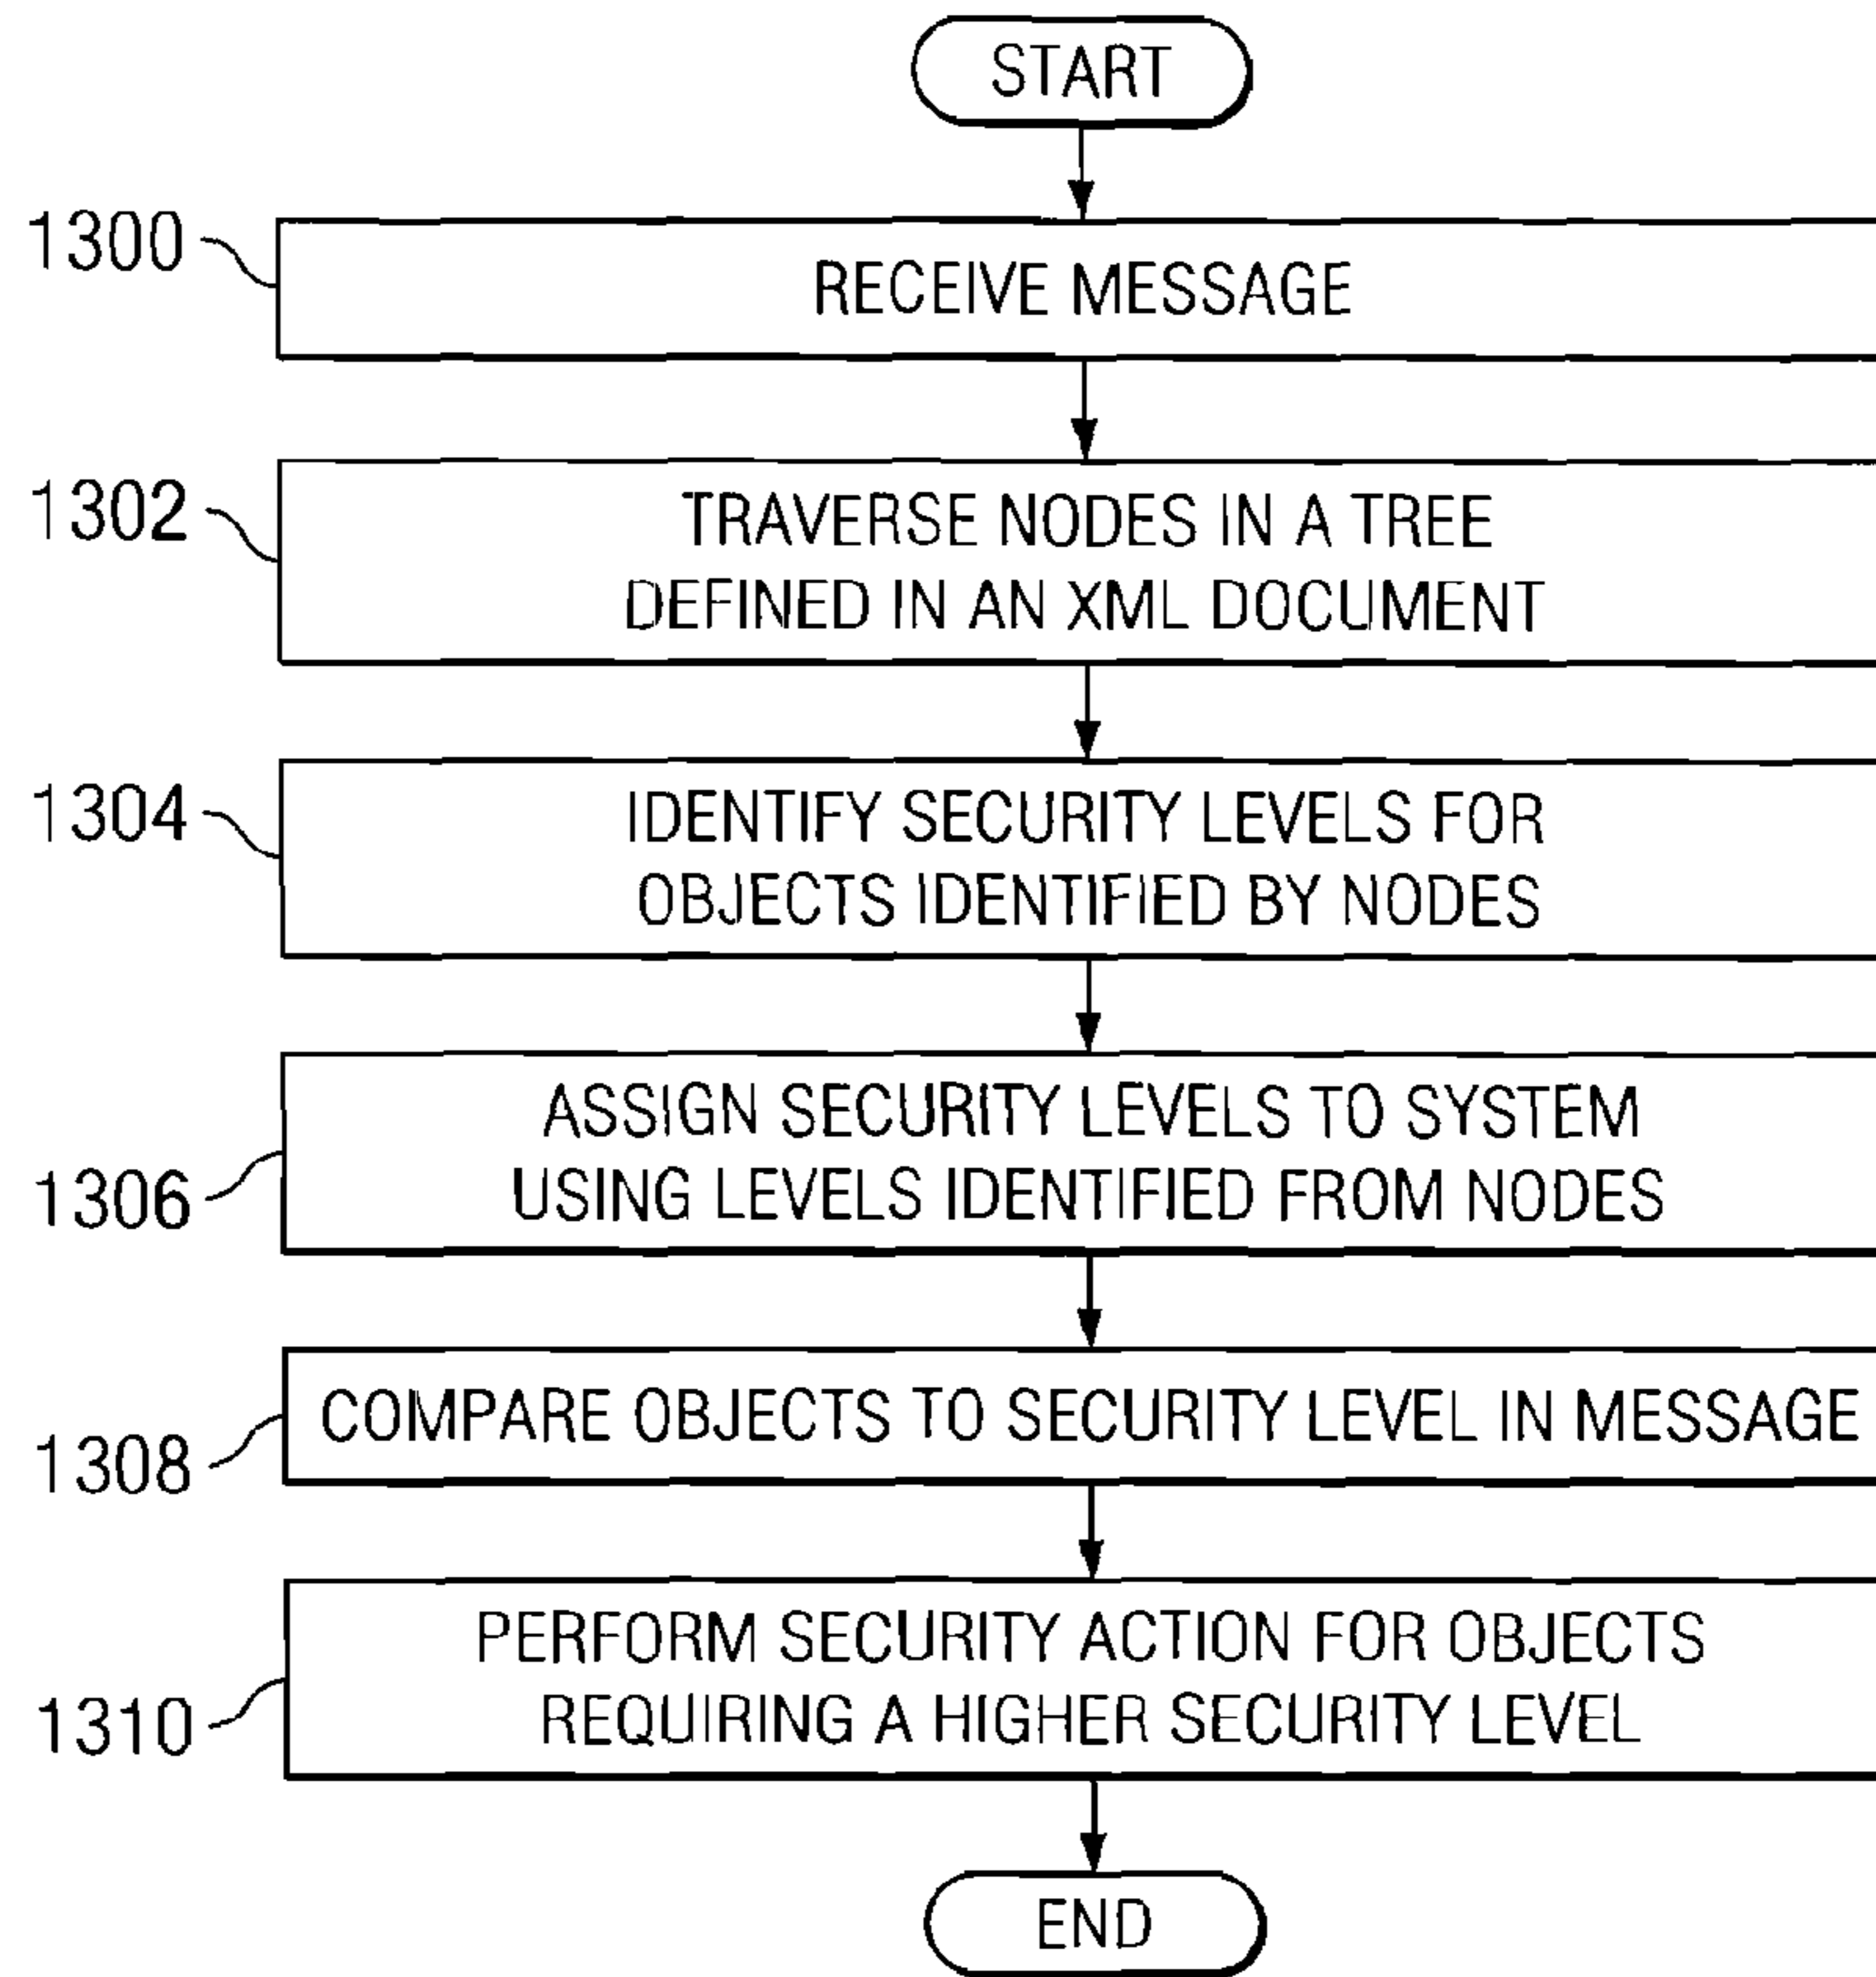 START
1300
RECEIVE MESSAGE
1302
TRAVERSE NODES IN A TREE
DEFINED IN AN XML DOCUMENT
1304
IDENTIFY SECURITY LEVELS FOR
OBJECTS IDENTIFIED BY NODES
1306
ASSIGN SECURITY LEVELS TO SYSTEM
USING LEVELS IDENTIFIED FROM NODES
1308
COMPARE OBJECTS TO SECURITY LEVEL IN MESSAGE
1310
PERFORM SECURITY ACTION FOR OBJECTS
REQUIRING A HIGHER SECURITY LEVEL
END